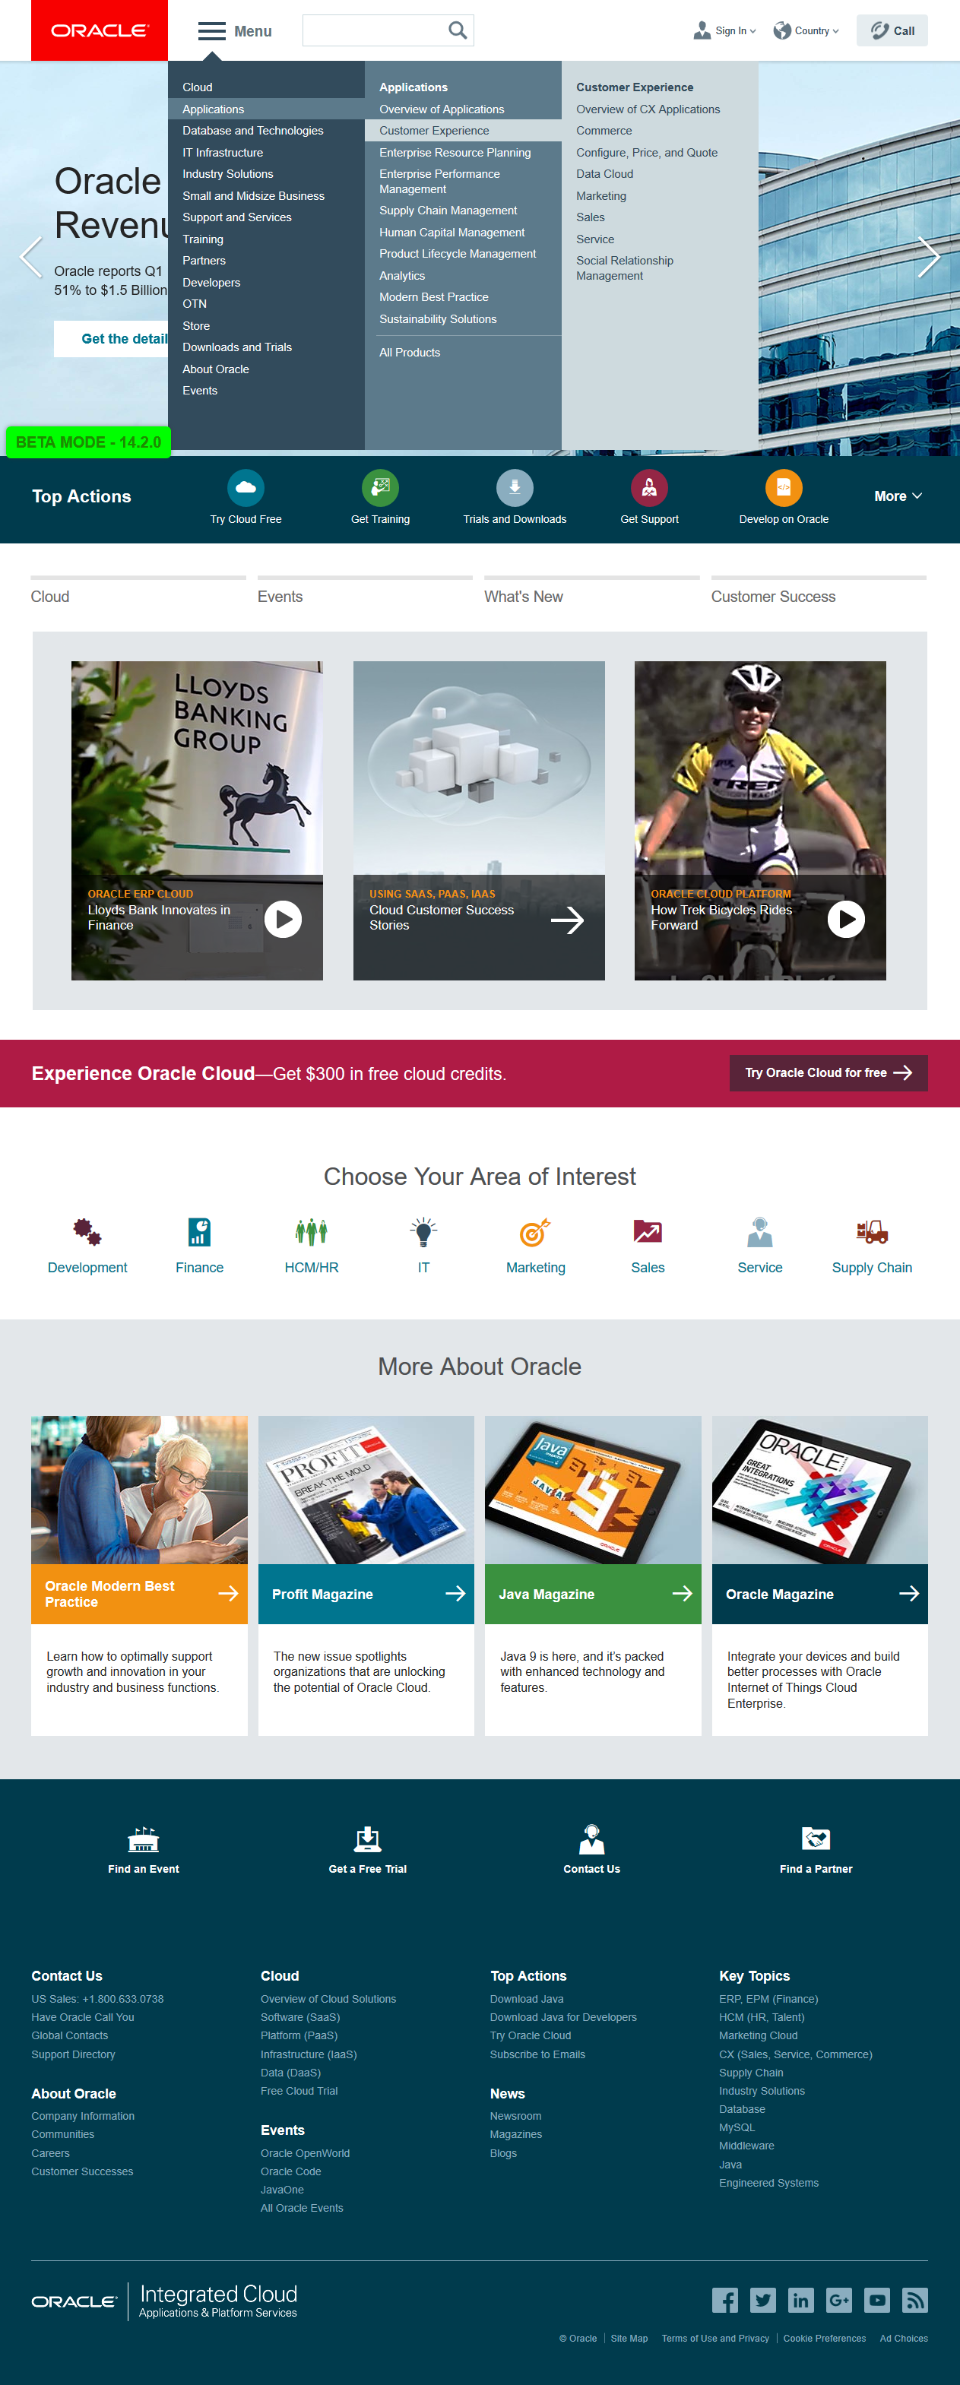 ORACLE
Menu
Sign In
Country
Call
Cloud
Applications
Database and Technologies
IT Infrastructure
Industry Solutions
Small and Midsize Business
Support and Services
Training
Partners
Developers
OTN
Store
Downloads and Trials
About Oracle
Events
Applications
Overview of Applications
Customer Experience
Enterprise Resource Planning
Enterprise Performance
Management
Supply Chain Management
Human Capital Management
Product Lifecycle Management
Analytics
Modern Best Practice
Sustainability Solutions
All Products
Customer Experience
Overview of CX Applications
Commerce
Configure, Price, and Quote
Data Cloud
Marketing
Sales
Service
Social Relationship
Management
Oracle
Revenu
Oracle reports Q1
51% to $1.5 Billion
Get the detail
BETA MODE - 14.2.0
Top Actions
Try Cloud Free
Get Training
Trials and Downloads
Get Support
Develop on Oracle
More
Cloud
Events
What's New
Customer Success
LLOYDS
BANKING
GROUP
ORACLE ERP CLOUD
Lloyds Bank Innovates in
Finance
USING SAAS, PAAS, IAAS
Cloud Customer Success
Stories
TREK
ORACLE CLOUD PLATFORM
How Trek Bicycles Rides
Forward
Experience Oracle Cloud—Get $300 in free cloud credits.
Try Oracle Cloud for free
Choose Your Area of Interest
Development
Finance
HCM/HR
IT
Marketing
Sales
Service
Supply Chain
More About Oracle
PROFIT
BREAK THE MOLD
Java
JAVA
ORACLE
GREAT
INTEGRATIONS
Oracle Modern Best
Practice
Profit Magazine
Java Magazine
Oracle Magazine
Learn how to optimally support
growth and innovation in your
industry and business functions.
The new issue spotlights
organizations that are unlocking
the potential of Oracle Cloud.
Java 9 is here, and it's packed
with enhanced technology and
features.
Integrate your devices and build
better processes with Oracle
Internet of Things Cloud
Enterprise.
Find an Event
Get a Free Trial
Contact Us
Find a Partner
Contact Us
US Sales: +1.800.633.0738
Have Oracle Call You
Global Contacts
Support Directory
About Oracle
Company Information
Communities
Careers
Customer Successes
Cloud
Overview of Cloud Solutions
Software (SaaS)
Platform (PaaS)
Infrastructure (IaaS)
Data (DaaS)
Free Cloud Trial
Events
Oracle OpenWorld
Oracle Code
JavaOne
All Oracle Events
Top Actions
Download Java
Download Java for Developers
Try Oracle Cloud
Subscribe to Emails
News
Newsroom
Magazines
Blogs
Key Topics
ERP, EPM (Finance)
HCM (HR, Talent)
Marketing Cloud
CX (Sales, Service, Commerce)
Supply Chain
Industry Solutions
Database
MySQL
Middleware
Java
Engineered Systems
ORACLE Integrated Cloud
Applications & Platform Services
© Oracle | Site Map Terms of Use and Privacy | Cookie Preferences Ad Choices